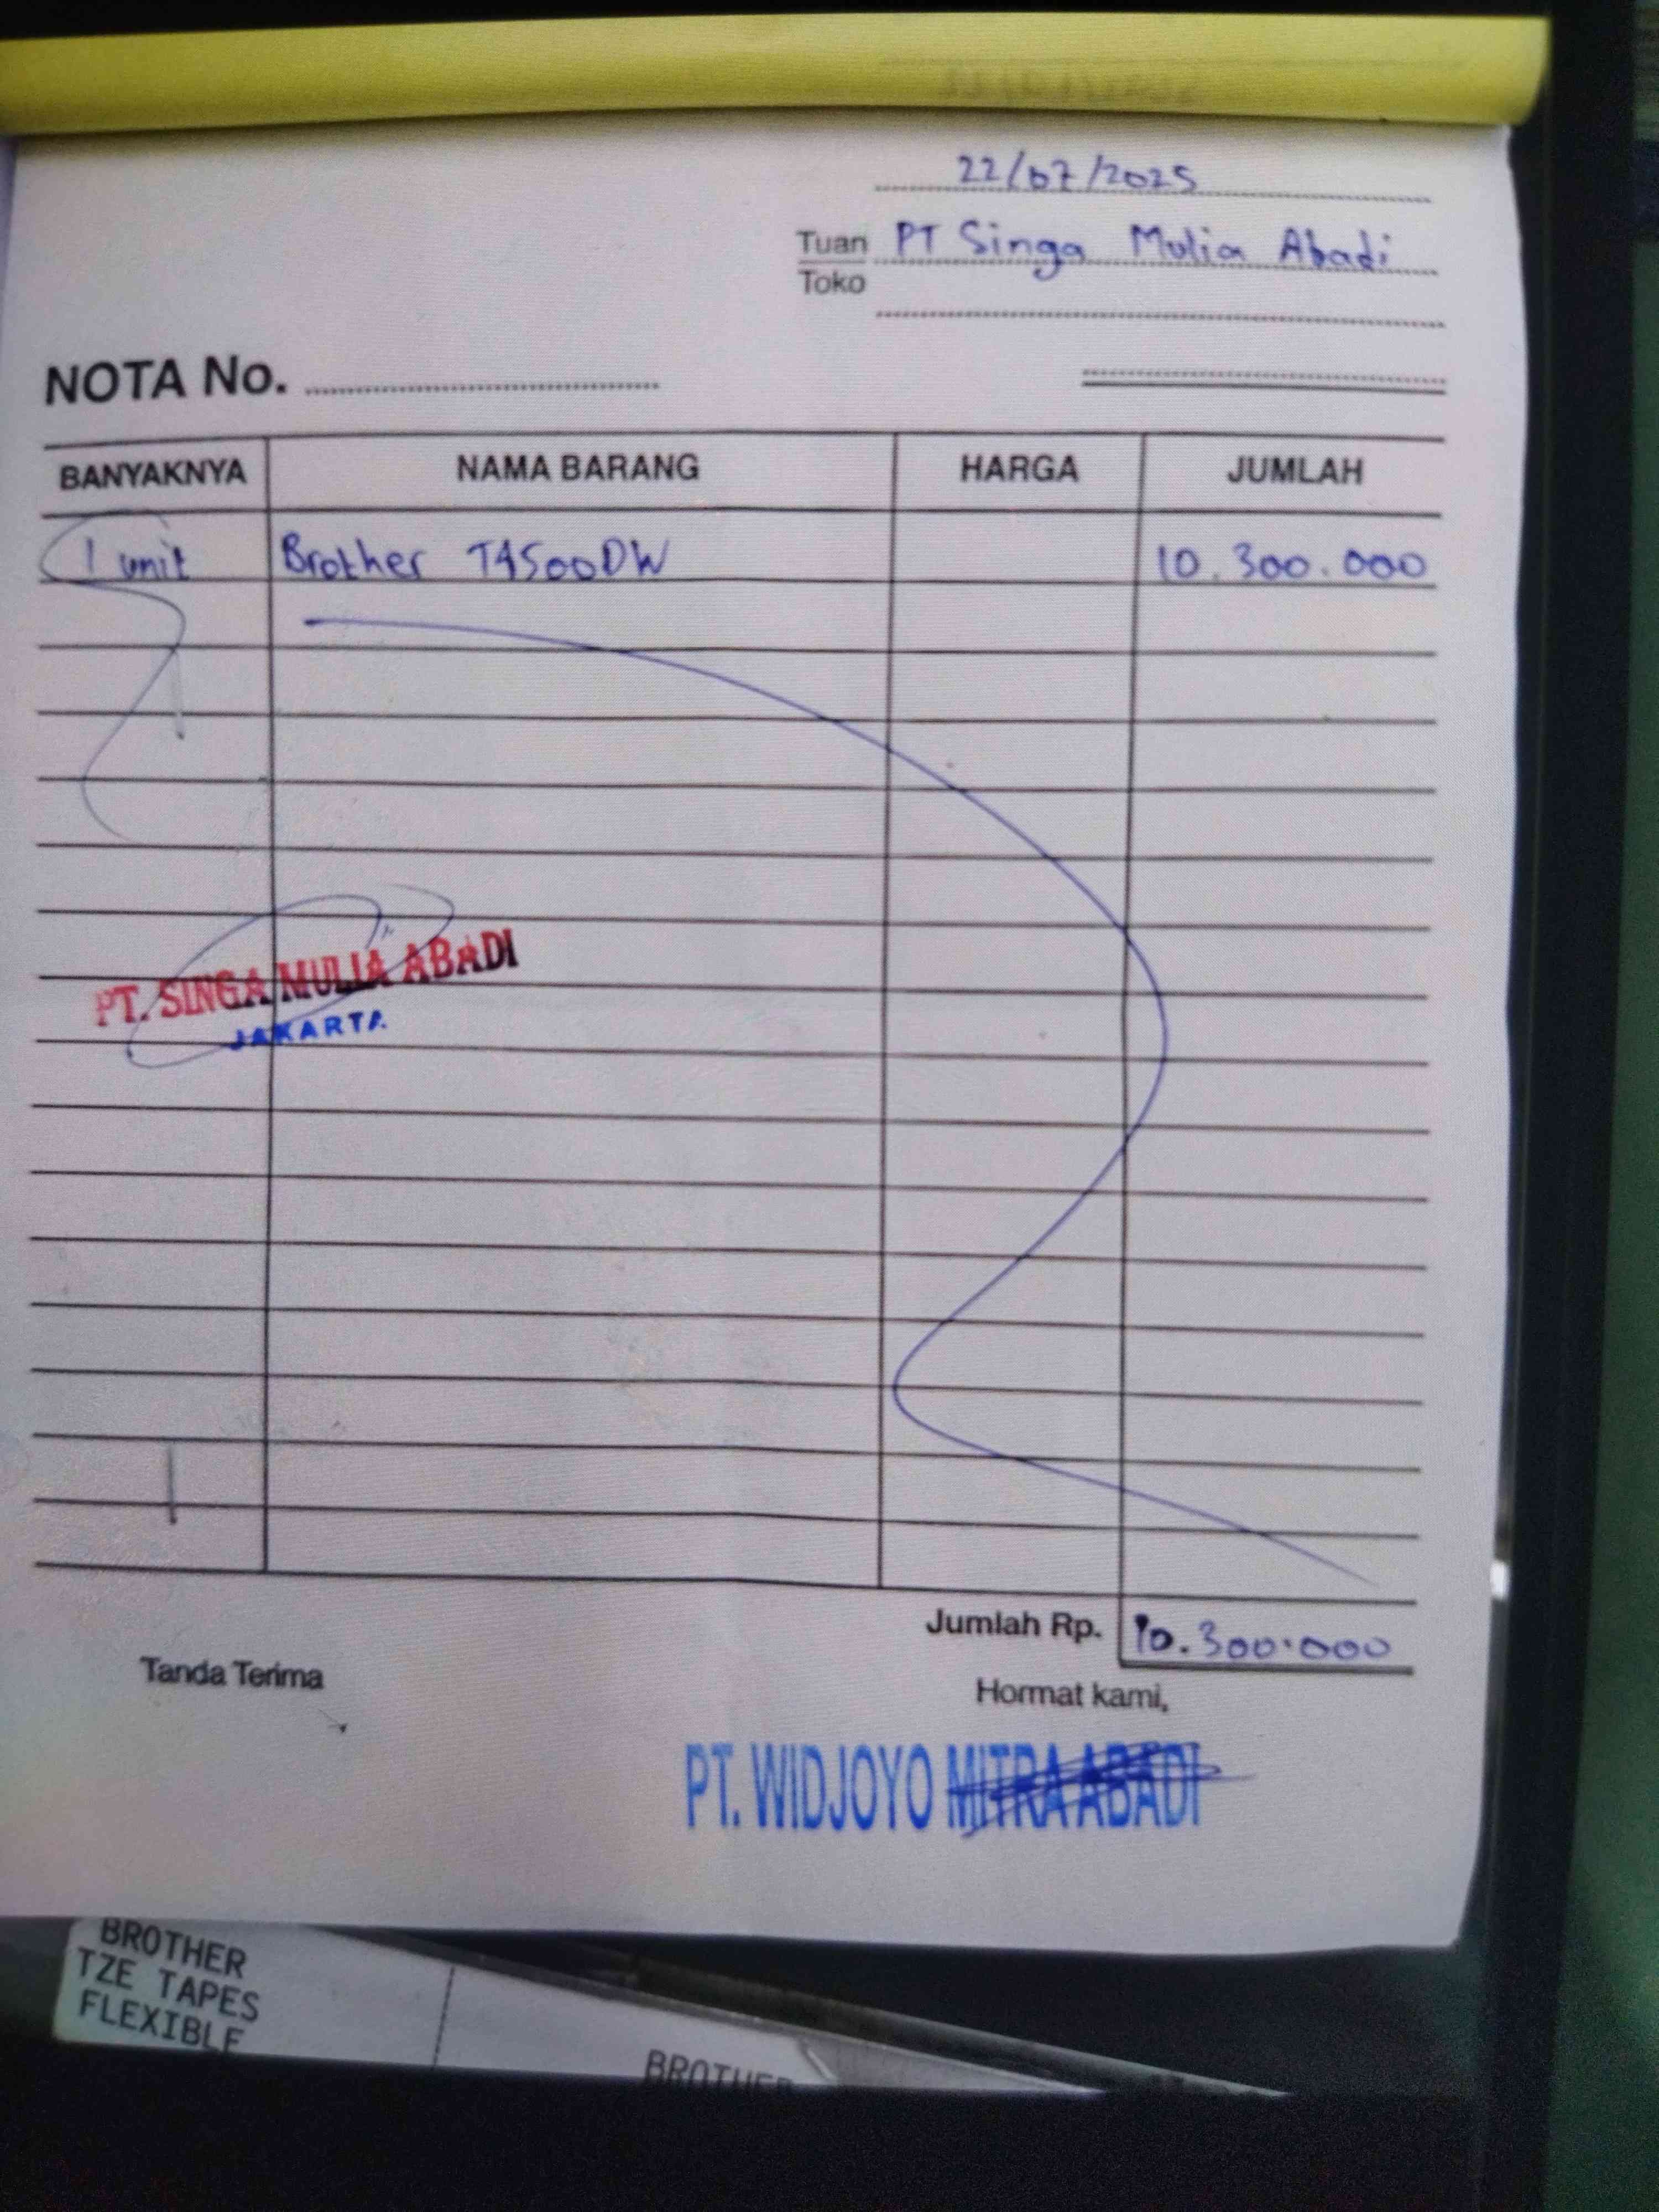 22/07/2025
Tuan PT Singa Mulia Abadi
Toko
NOTA No.
BANYAKNYA NAMA BARANG HARGA JUMLAH
1 unit Brother T4500DW 10.300.000
PT. SINGA MULIA ABADI
JAKARTA
Jumlah Rp. 10.300.000
Tanda Terima
Hormat kami,
PT. WIDJOYO MITRA ABADI
BROTHER
TZE TAPES
FLEXIBLE
BROTHER